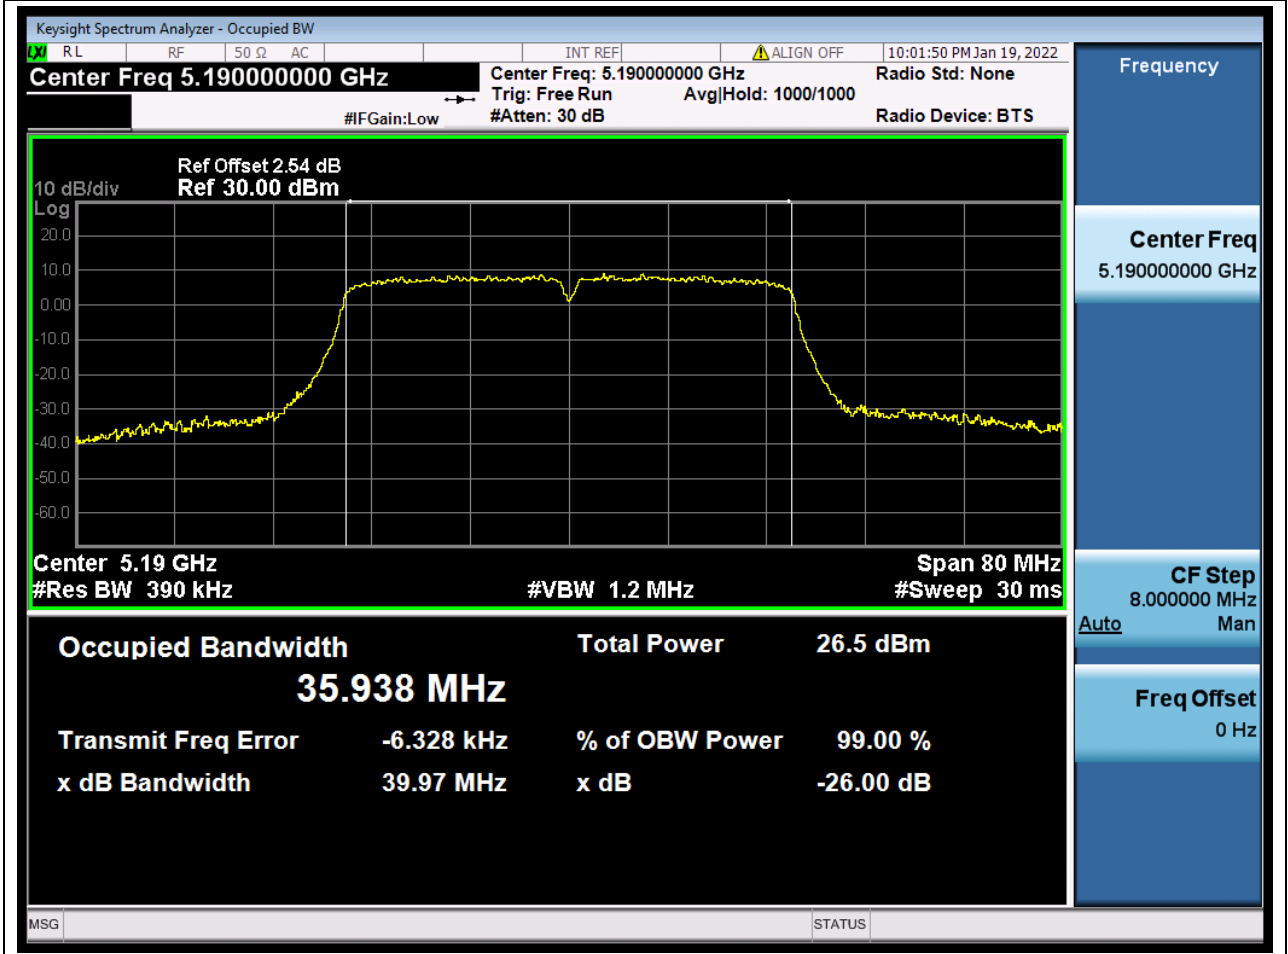 Keysight Spectrum Analyzer - Occupied BW
LXI RL RF 50 Ω AC INT REF ALIGN OFF 10:01:50 PM Jan 19, 2022
Center Freq 5.190000000 GHz
Center Freq: 5.190000000 GHz
Radio Std: None
Trig: Free Run Avg|Hold: 1000/1000
#IFGain:Low
#Atten: 30 dB
Radio Device: BTS
Ref Offset 2.54 dB
10 dB/div Ref 30.00 dBm
Log
20.0
10.0
0.00
-10.0
-20.0
-30.0
-40.0
-50.0
-60.0
Center 5.19 GHz Span 80 MHz
#Res BW 390 kHz #VBW 1.2 MHz #Sweep 30 ms
Occupied Bandwidth Total Power 26.5 dBm
35.938 MHz
Transmit Freq Error -6.328 kHz % of OBW Power 99.00 %
x dB Bandwidth 39.97 MHz x dB -26.00 dB
Frequency
Center Freq
5.190000000 GHz
CF Step
8.000000 MHz
Auto Man
Freq Offset
0 Hz
MSG STATUS